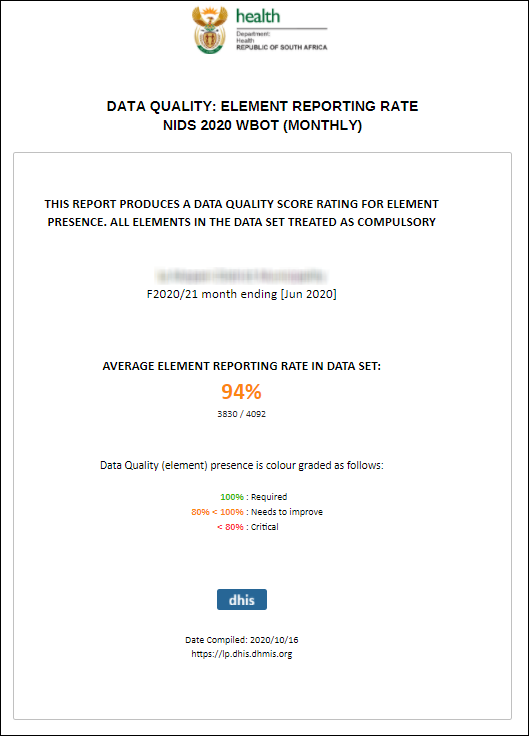 health
Department:
Health
REPUBLIC OF SOUTH AFRICA
DATA QUALITY: ELEMENT REPORTING RATE
NIDS 2020 WBOT (MONTHLY)
THIS REPORT PRODUCES A DATA QUALITY SCORE RATING FOR ELEMENT
PRESENCE. ALL ELEMENTS IN THE DATA SET TREATED AS COMPULSORY
F2020/21 month ending [Jun 2020]
AVERAGE ELEMENT REPORTING RATE IN DATA SET:
94%
3830 / 4092
Data Quality (element) presence is colour graded as follows:
100% : Required
80% < 100% : Needs to improve
< 80% : Critical
dhis
Date Compiled: 2020/10/16
https://lp.dhis.dhmis.org